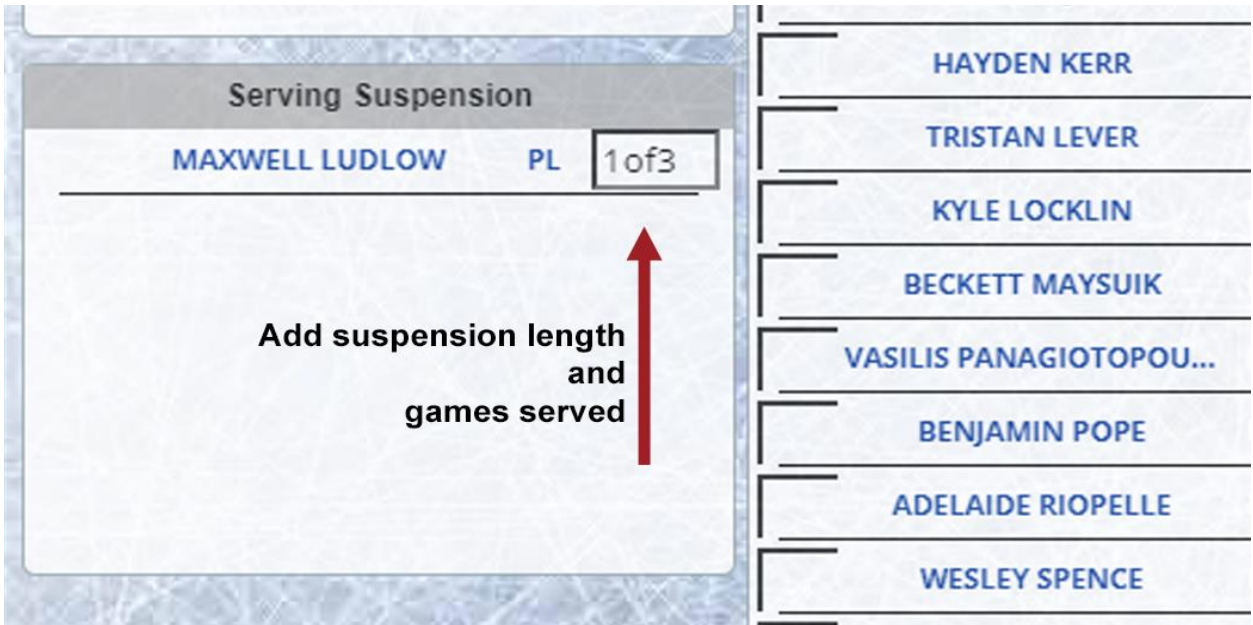 Serving Suspension
MAXWELL LUDLOW PL 1of3
Add suspension length
and
games served
HAYDEN KERR
TRISTAN LEVER
KYLE LOCKLIN
BECKETT MAYSUIK
VASILIS PANAGIOTOPOU...
BENJAMIN POPE
ADELAIDE RIOPELLE
WESLEY SPENCE